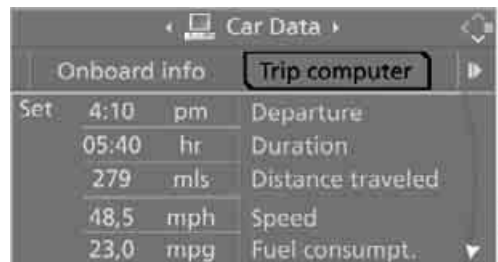 Car Data
Onboard info Trip computer
Set 4:10 pm Departure
05:40 hr Duration
279 mls Distance traveled
48,5 mph Speed
23,0 mpg Fuel consumpt.